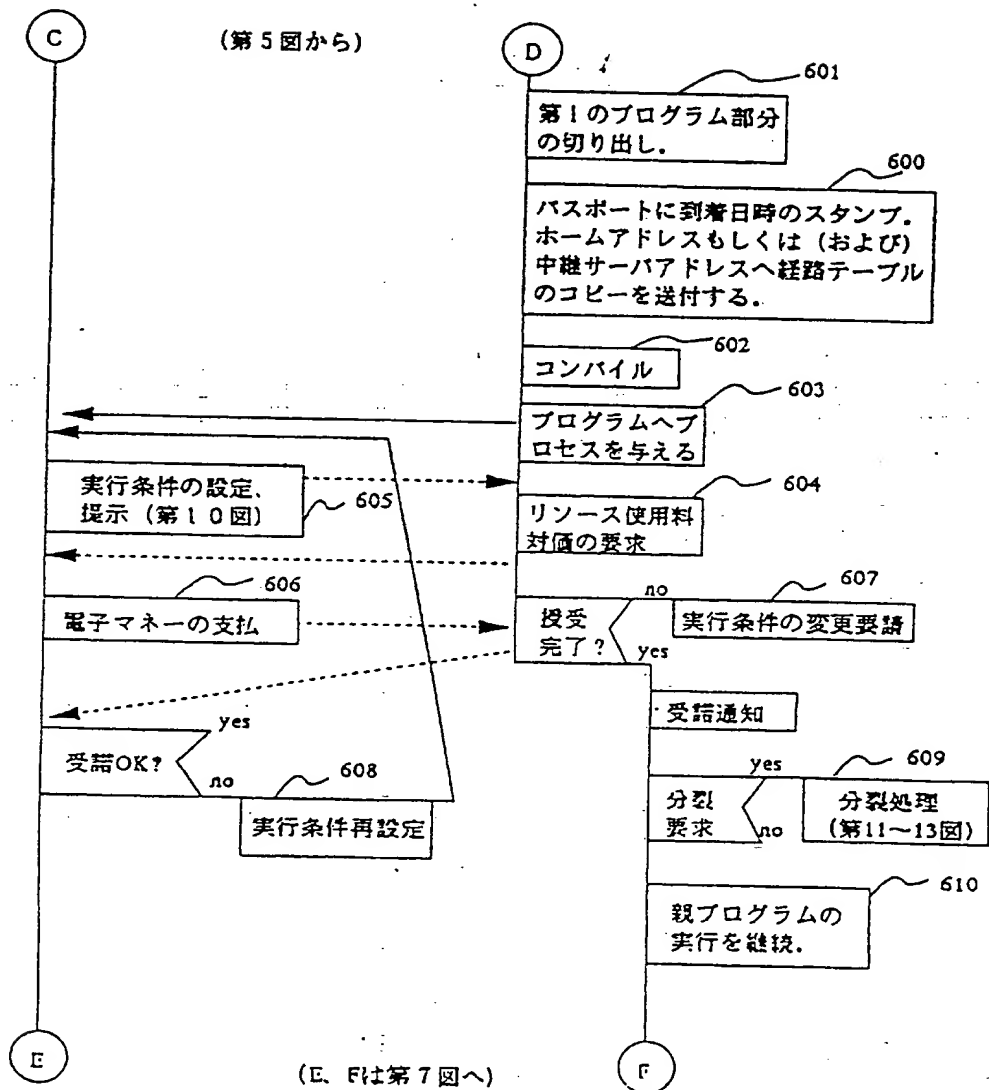 C
(第5図から)
D
601
第1のプログラム部分
の切り出し.
600
パスポートに到着日時のスタンプ.
ホームアドレスもしくは (および)
中継サーバアドレスへ経路テーブル
のコピーを送付する.
602
コンパイル
603
プログラムへプ
ロセスを与える
実行条件の設定、
提示 (第10図)
605
604
リソース使用料
対価の要求
606
電子マネーの支払
授受
完了?
no
yes
607
実行条件の変更要請
受諾通知
受諾OK?
yes
no
608
実行条件再設定
分裂
要求
yes
no
609
分裂処理
(第11〜13図)
610
親プログラムの
実行を継続.
E
(E、Fは第7図へ)
F